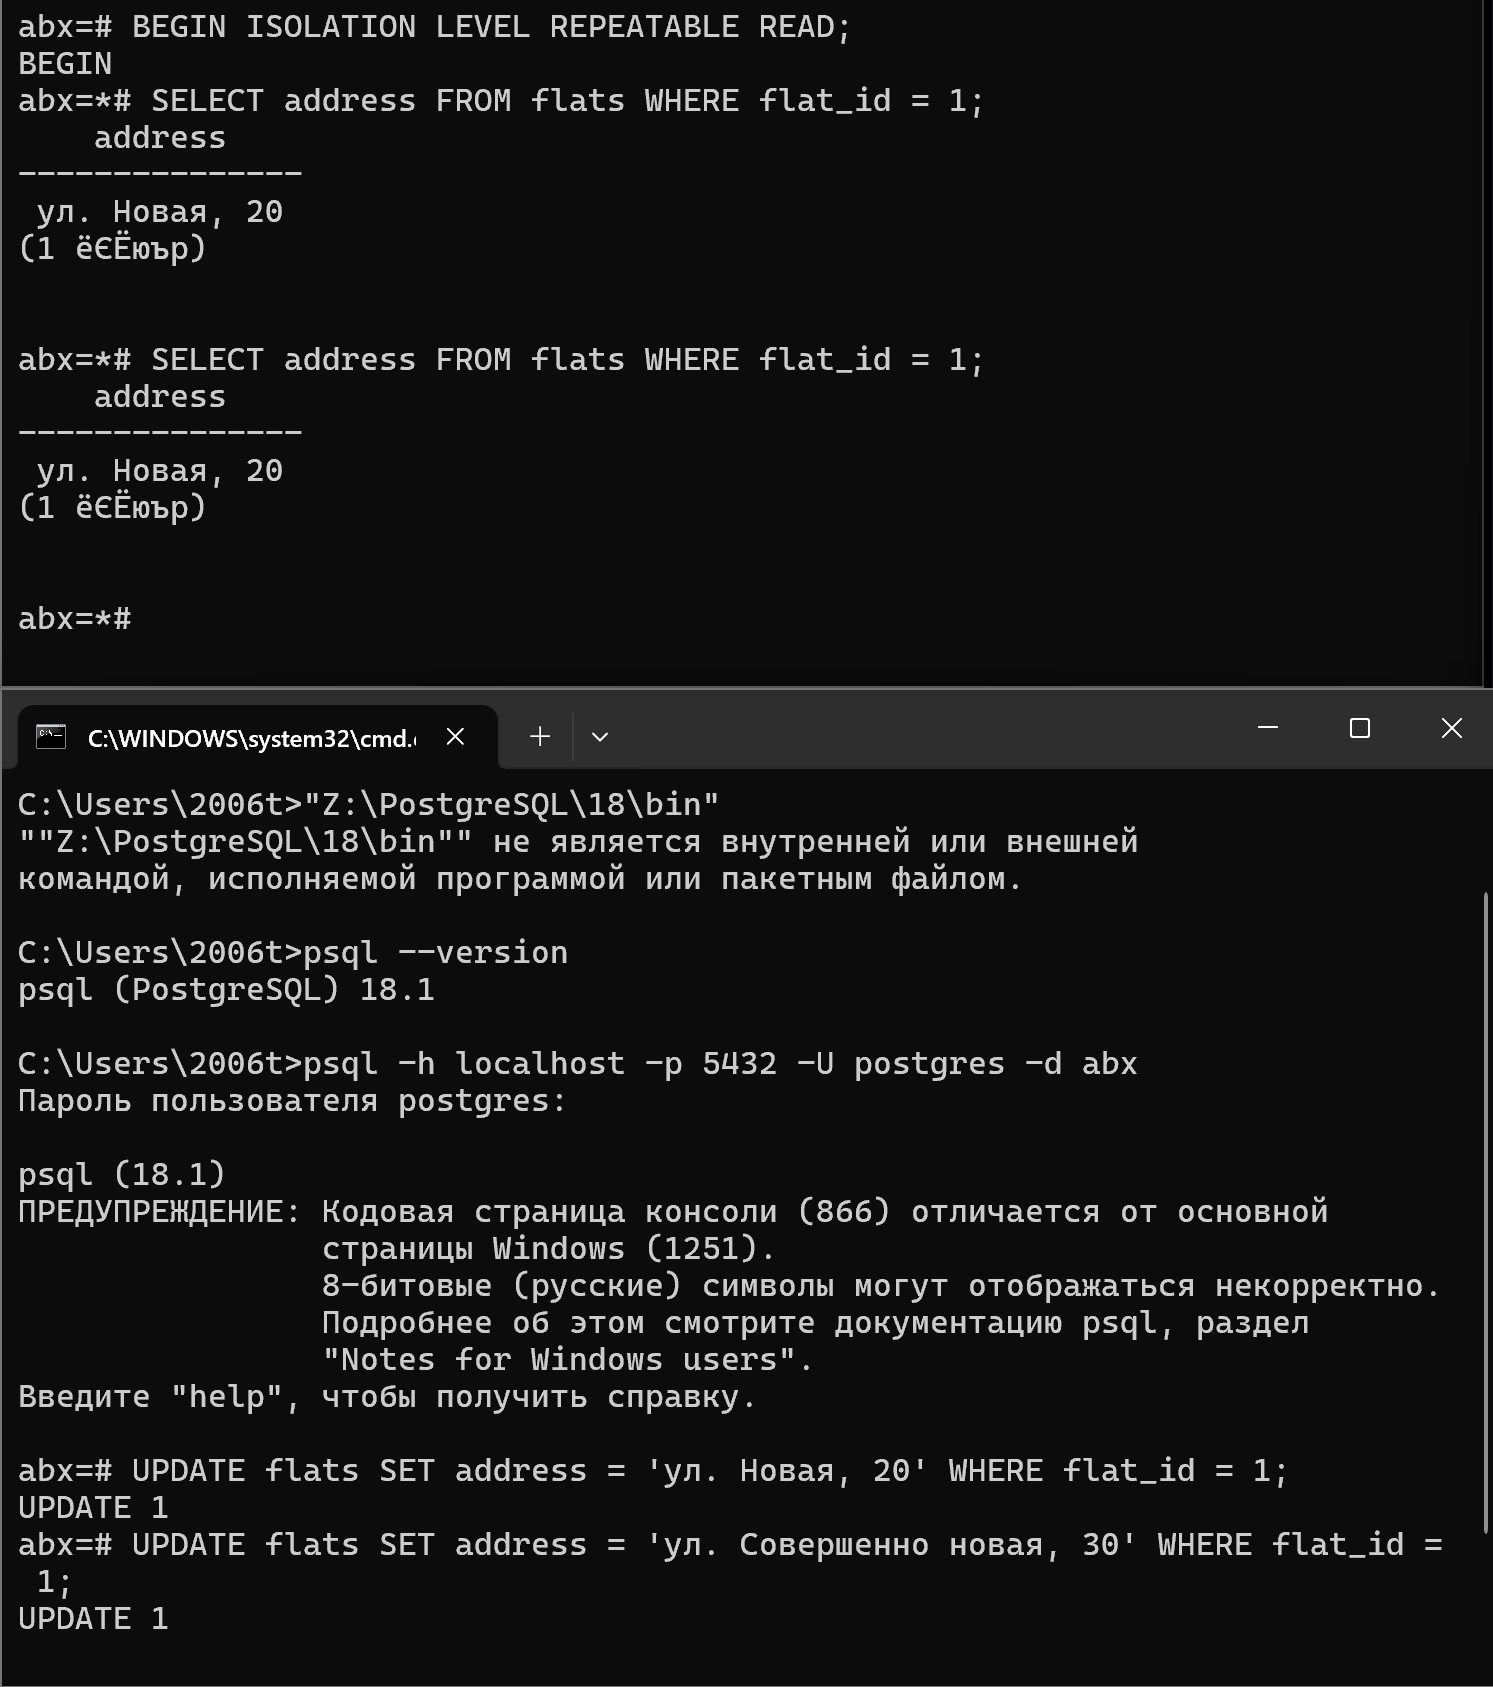 abx=# BEGIN ISOLATION LEVEL REPEATABLE READ;
BEGIN
abx=*# SELECT address FROM flats WHERE flat_id = 1;
    address
---------------
 ул. Новая, 20
(1 ёЄЁюър)
abx=*# SELECT address FROM flats WHERE flat_id = 1;
    address
---------------
 ул. Новая, 20
(1 ёЄЁюър)
abx=*#
C:\WINDOWS\system32\cmd.
C:\Users\2006t>"Z:\PostgreSQL\18\bin"
""Z:\PostgreSQL\18\bin"" не является внутренней или внешней
командой, исполняемой программой или пакетным файлом.
C:\Users\2006t>psql --version
psql (PostgreSQL) 18.1
C:\Users\2006t>psql -h localhost -p 5432 -U postgres -d abx
Пароль пользователя postgres:
psql (18.1)
ПРЕДУПРЕЖДЕНИЕ: Кодовая страница консоли (866) отличается от основной
                страницы Windows (1251).
                8-битовые (русские) символы могут отображаться некорректно.
                Подробнее об этом смотрите документацию psql, раздел
                "Notes for Windows users".
Введите "help", чтобы получить справку.
abx=# UPDATE flats SET address = 'ул. Новая, 20' WHERE flat_id = 1;
UPDATE 1
abx=# UPDATE flats SET address = 'ул. Совершенно новая, 30' WHERE flat_id =
 1;
UPDATE 1